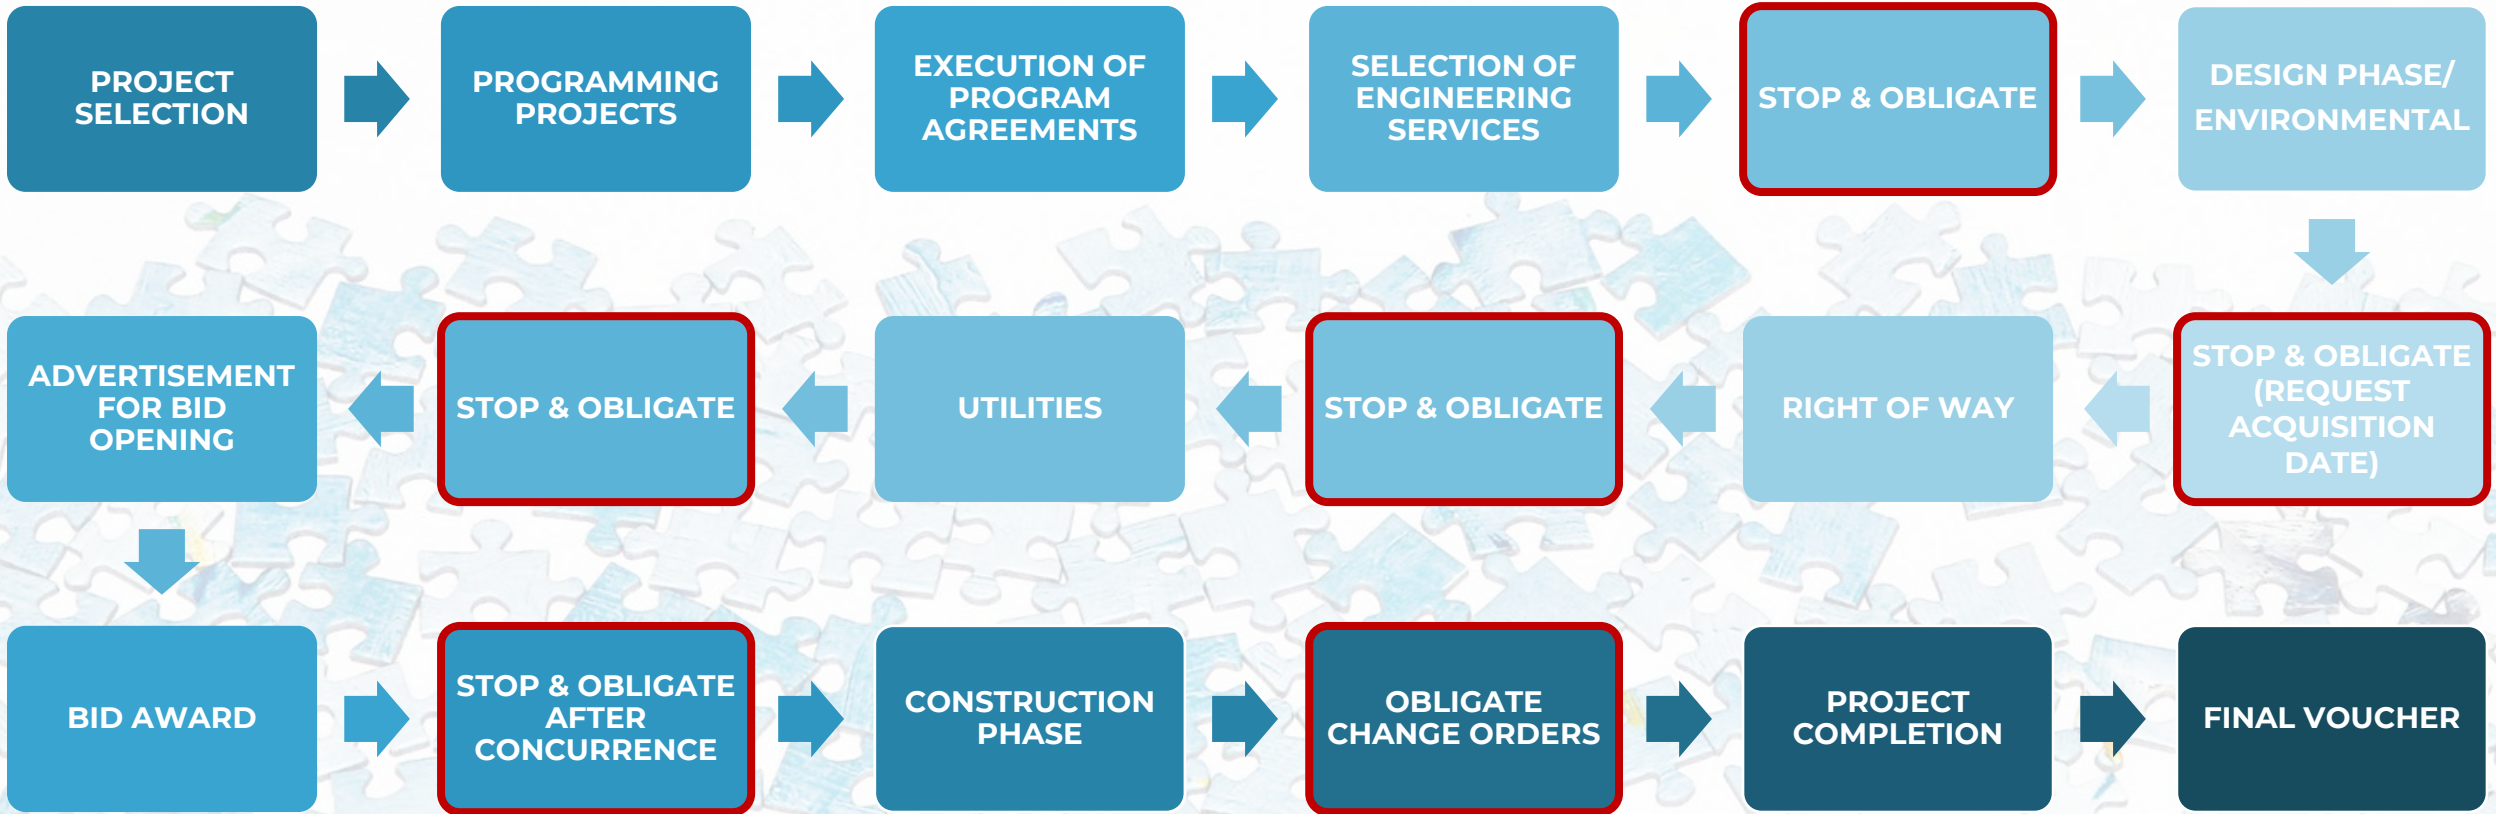 PROJECT
SELECTION
PROGRAMMING
PROJECTS
EXECUTION OF
PROGRAM
AGREEMENTS
SELECTION OF
ENGINEERING
SERVICES
STOP & OBLIGATE
DESIGN PHASE/
ENVIRONMENTAL
STOP & OBLIGATE
(REQUEST
ACQUISITION
DATE)
RIGHT OF WAY
STOP & OBLIGATE
UTILITIES
STOP & OBLIGATE
ADVERTISEMENT
FOR BID
OPENING
BID AWARD
STOP & OBLIGATE
AFTER
CONCURRENCE
CONSTRUCTION
PHASE
OBLIGATE
CHANGE ORDERS
PROJECT
COMPLETION
FINAL VOUCHER